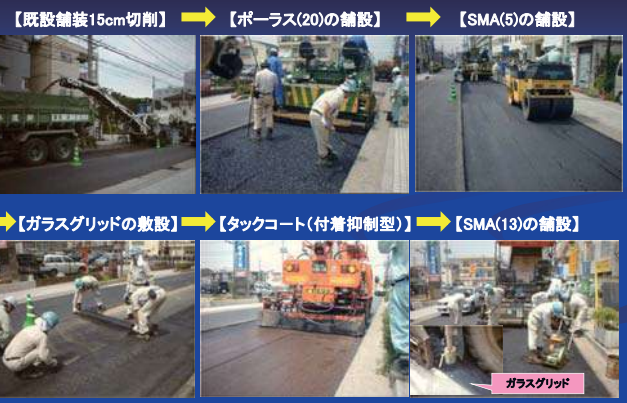 【既設舗装15cm切削】
【ポーラス(20)の舗設】
【SMA(5)の舗設】
【ガラスグリッドの敷設】
【タックコート(付着抑制型)】
【SMA(13)の舗設】
ガラスグリッド